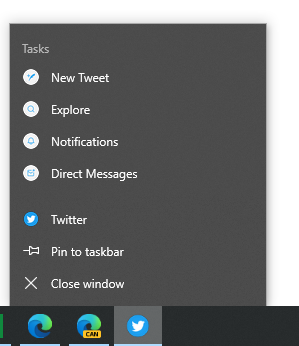 Tasks
New Tweet
Explore
Notifications
Direct Messages
Twitter
Pin to taskbar
Close window
CAN